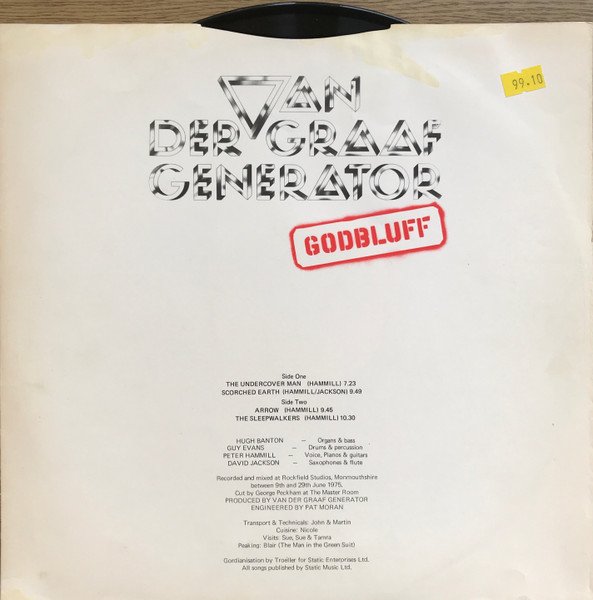 99.10
VAN
DER GRAAF
GENERATOR
GODBLUFF
Side One
THE UNDERCOVER MAN (HAMMILL) 7.23
SCORCHED EARTH (HAMMILL/JACKSON) 9.49
Side Two
ARROW (HAMMILL) 9.45
THE SLEEPWALKERS (HAMMILL) 10.30
HUGH BANTON — Organs & bass
GUY EVANS — Drums & percussion
PETER HAMMILL — Voice, Pianos & guitars
DAVID JACKSON — Saxophones & flute
Recorded and mixed at Rockfield Studios, Monmouthshire
between 9th and 29th June 1975.
Cut by George Peckham at The Master Room
PRODUCED BY VAN DER GRAAF GENERATOR
ENGINEERED BY PAT MORAN
Transport & Technicals: John & Martin
Cuisine: Nicole
Visits: Sue, Sue & Tamra
Peaking: Blair (The Man in the Green Suit)
Gordianisation by Troeller for Static Enterprises Ltd.
All songs published by Static Music Ltd.